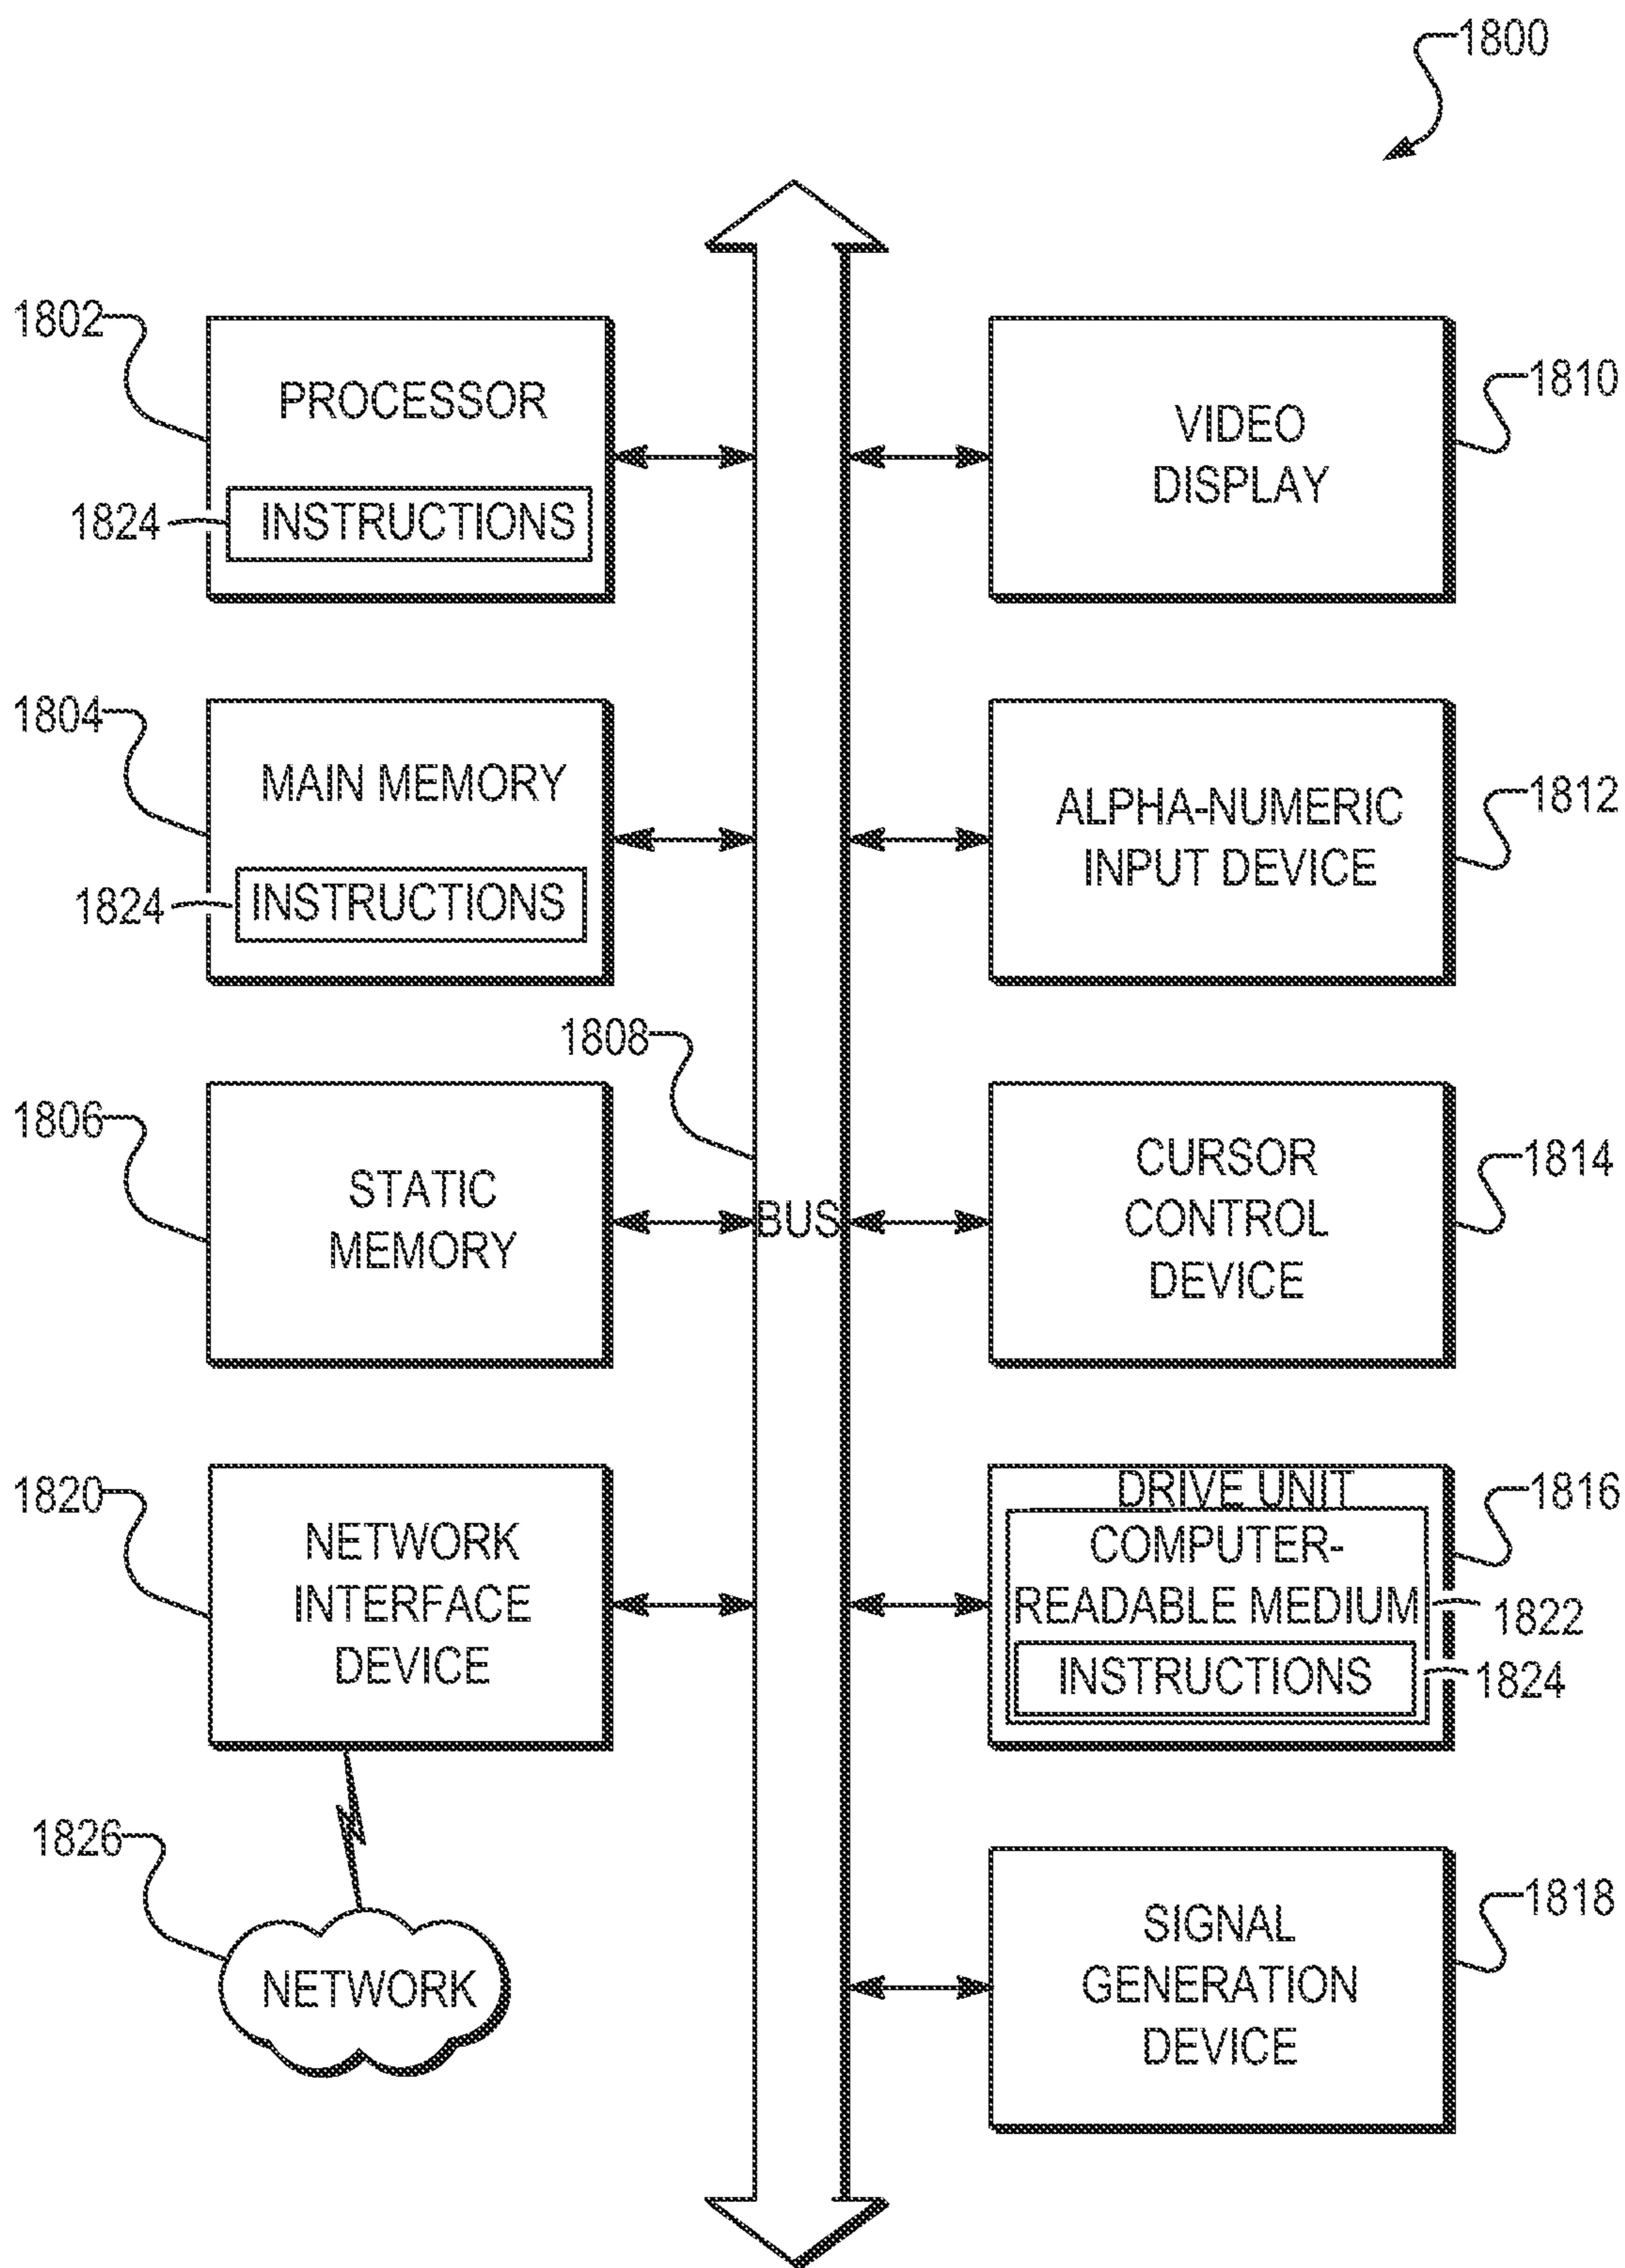 1800
1802
PROCESSOR
1824
INSTRUCTIONS
1804
MAIN MEMORY
1824
INSTRUCTIONS
1806
STATIC
MEMORY
1820
NETWORK
INTERFACE
DEVICE
1826
NETWORK
1808
BUS
VIDEO
DISPLAY
1810
ALPHA-NUMERIC
INPUT DEVICE
1812
CURSOR
CONTROL
DEVICE
1814
DRIVE UNIT
1816
COMPUTER-
READABLE MEDIUM
1822
INSTRUCTIONS
1824
SIGNAL
GENERATION
DEVICE
1818